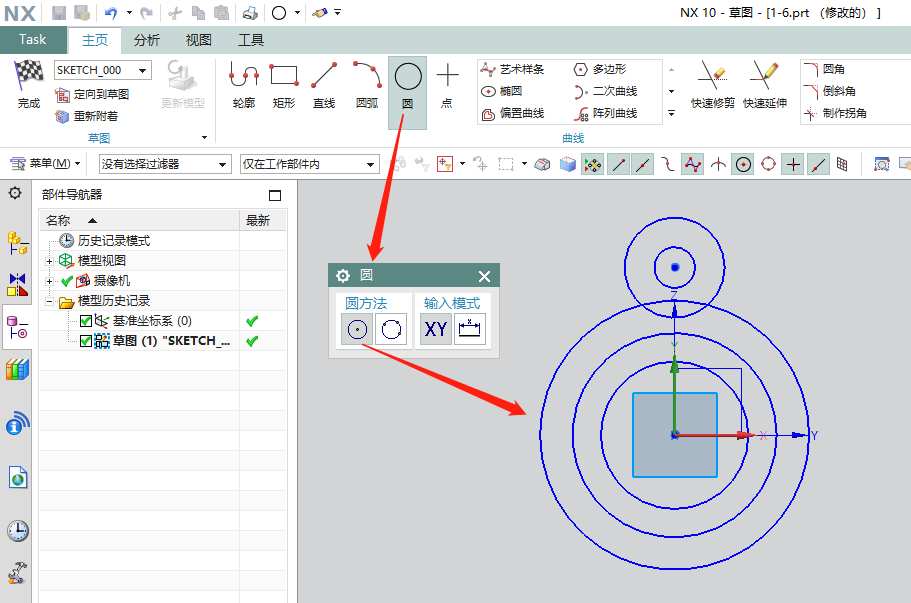 NX
NX 10 - 草图 - [1-6.prt （修改的） ]
Task 主页 分析 视图 工具
SKETCH_000
定向到草图
重新附着
完成
更新模型
草图
轮廓 矩形 直线 圆弧 圆 点
艺术样条 多边形
椭圆 二次曲线
偏置曲线 阵列曲线
快速修剪 快速延伸
圆角
倒斜角
制作拐角
曲线
菜单(M) 没有选择过滤器 仅在工作部件内
部件导航器
名称 最新
历史记录模式
模型视图
摄像机
模型历史记录
基准坐标系 (0)
草图 (1) "SKETCH_...
圆
圆方法 输入模式
XY
Z
Y
X
Y